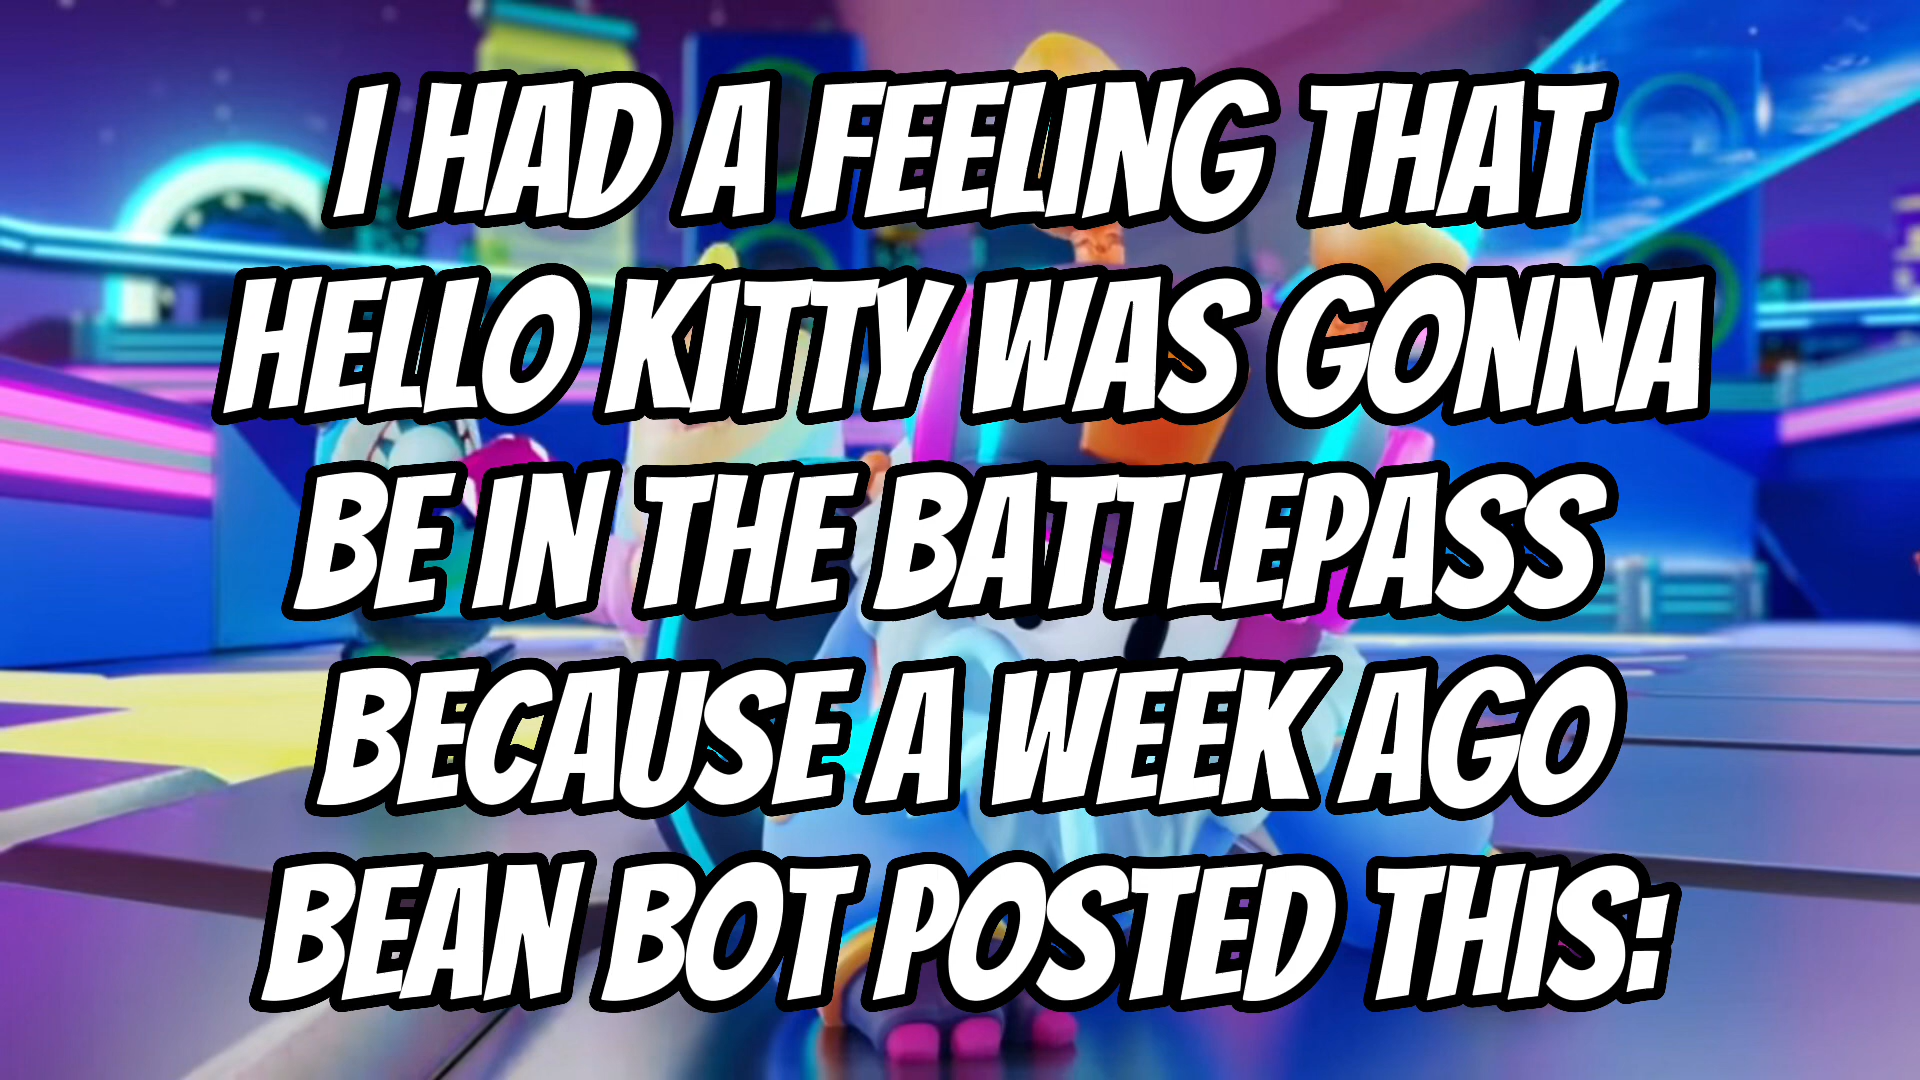 I HAD A FEELING THAT
HELLO KITTY WAS GONNA
BE IN THE BATTLEPASS
BECAUSE A WEEK AGO
BEAN BOT POSTED THIS: